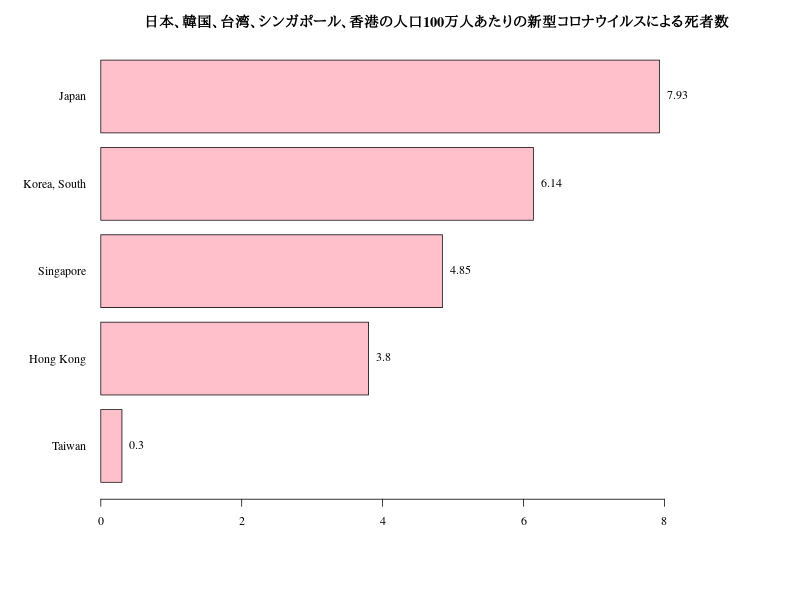 日本、韓国、台湾、シンガポール、香港の人口100万人あたりの新型コロナウイルスによる死者数
Japan
7.93
Korea, South
6.14
Singapore
4.85
Hong Kong
3.8
Taiwan
0.3
0 2 4 6 8